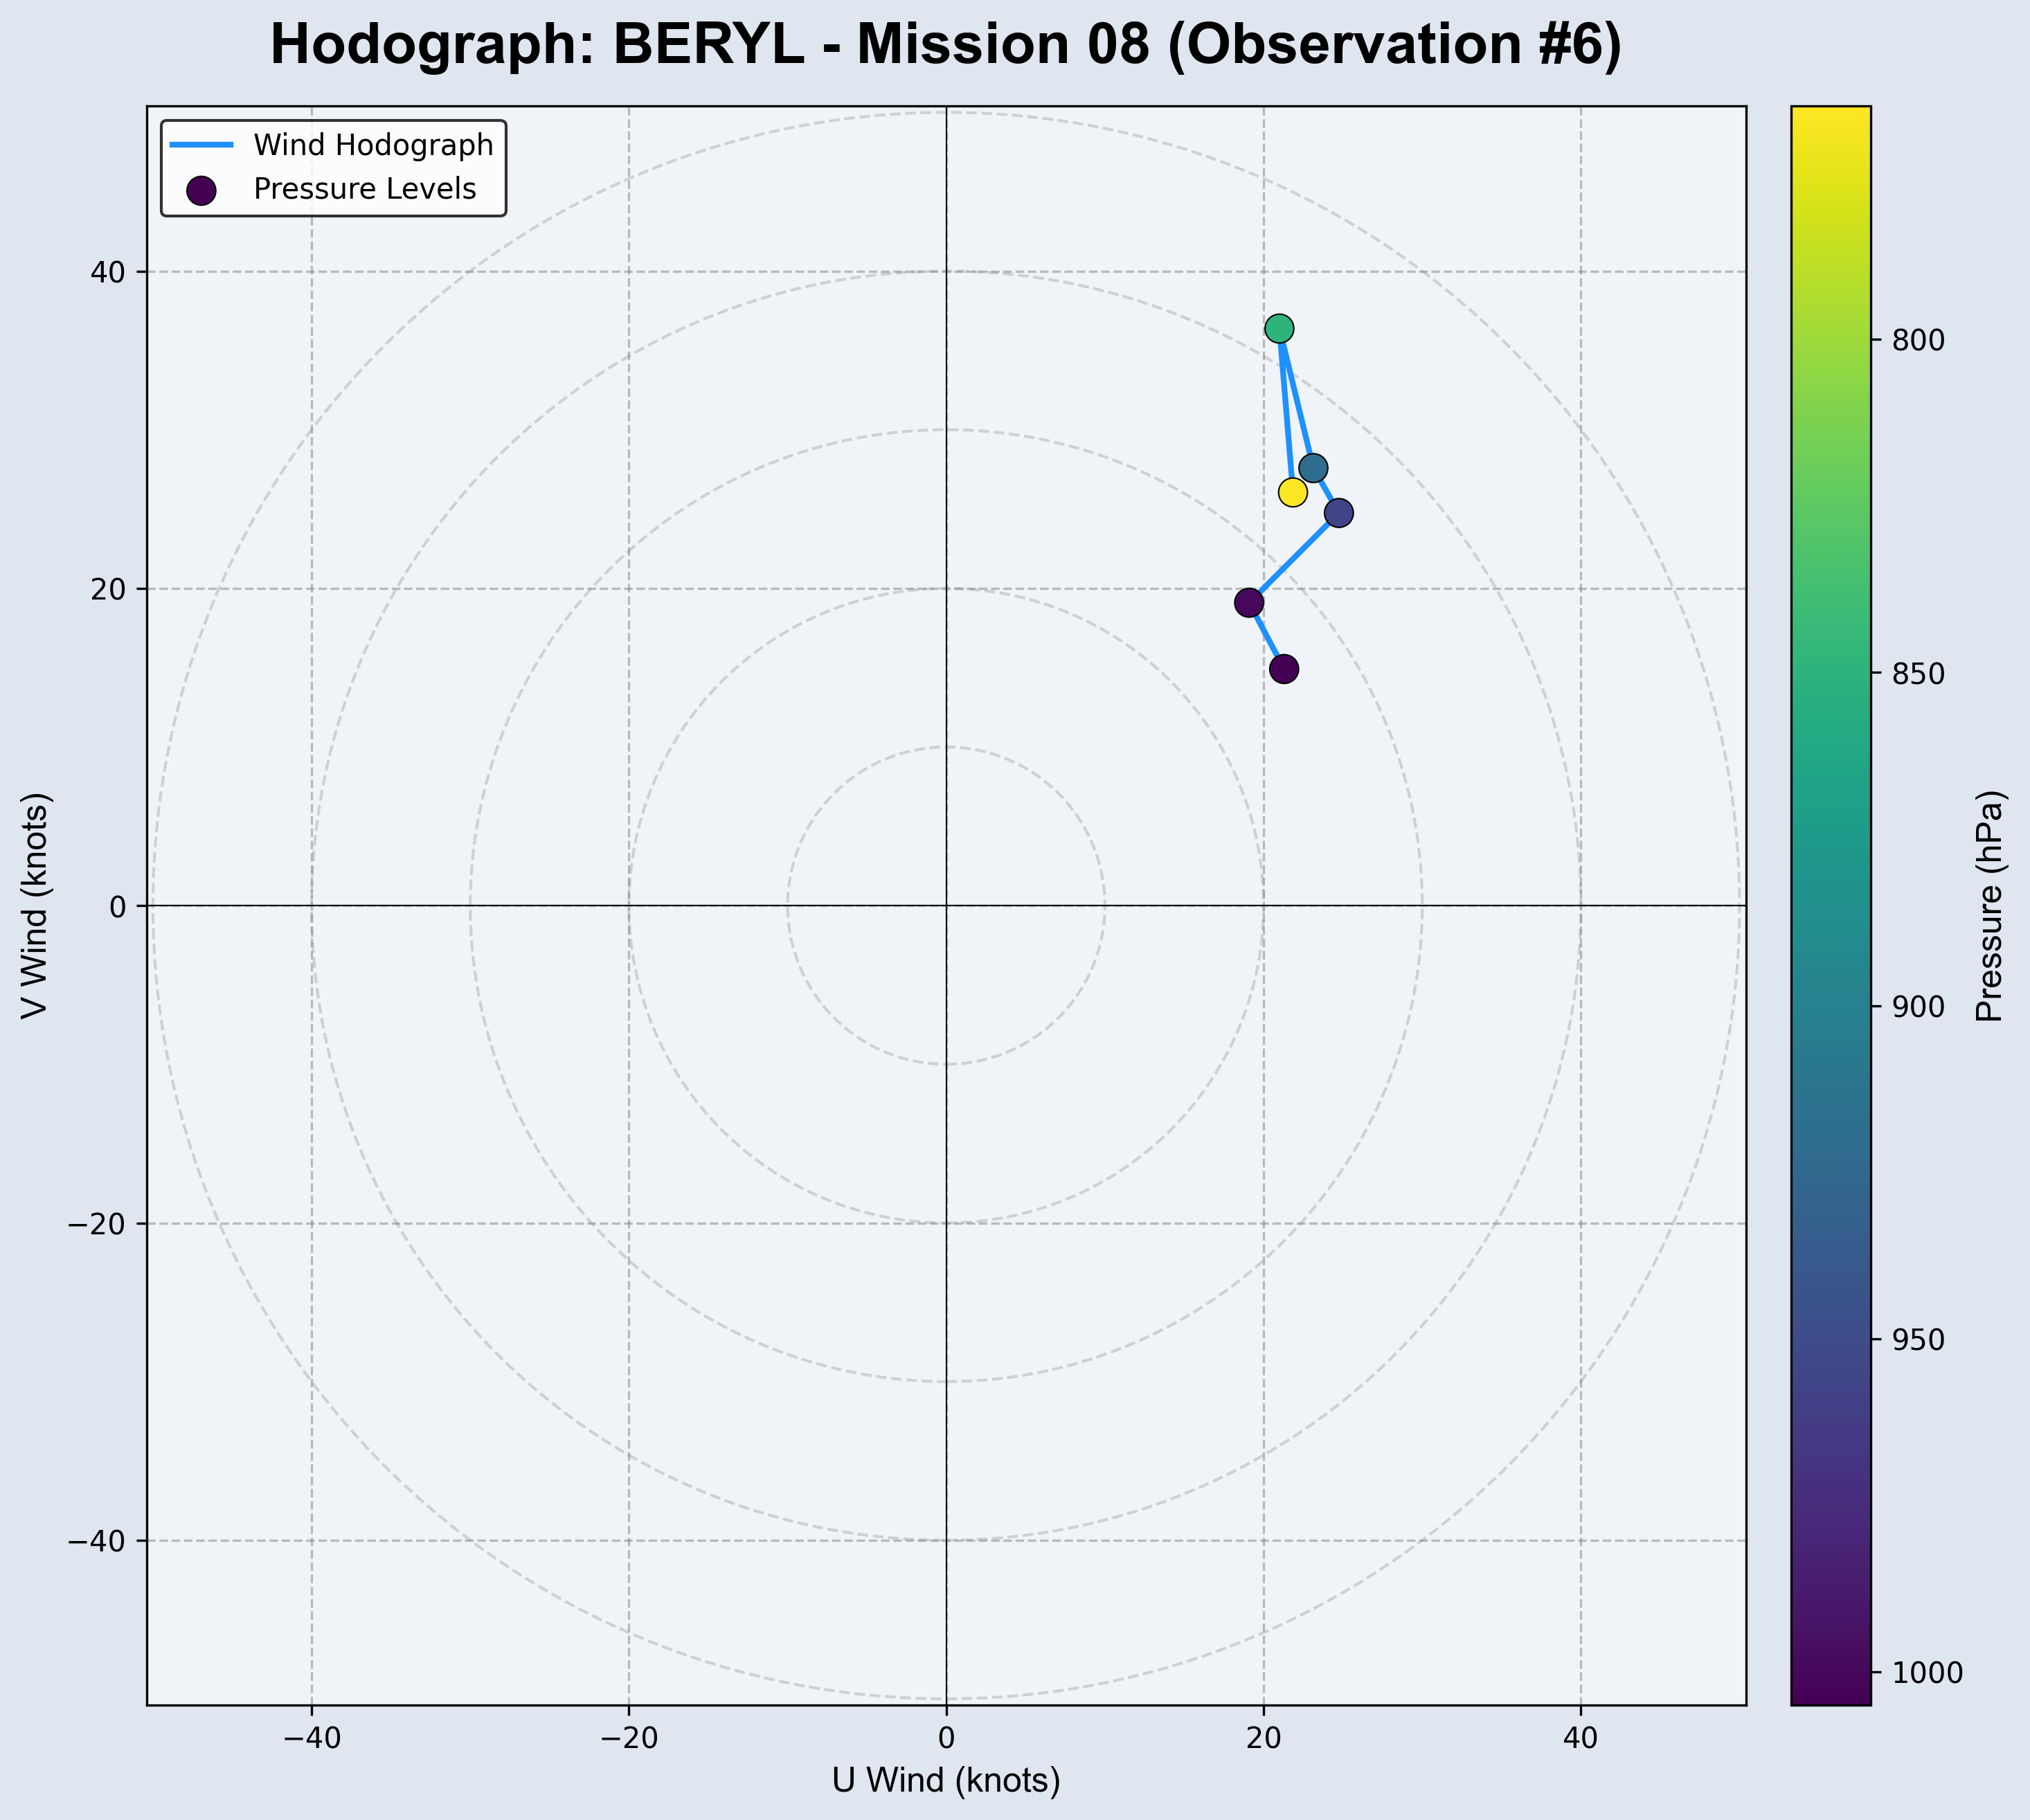 Hodograph: BERYL - Mission 08 (Observation #6)
Wind Hodograph
Pressure Levels
40
20
0
−20
−40
V Wind (knots)
−40
−20
0
20
40
U Wind (knots)
800
850
900
950
1000
Pressure (hPa)